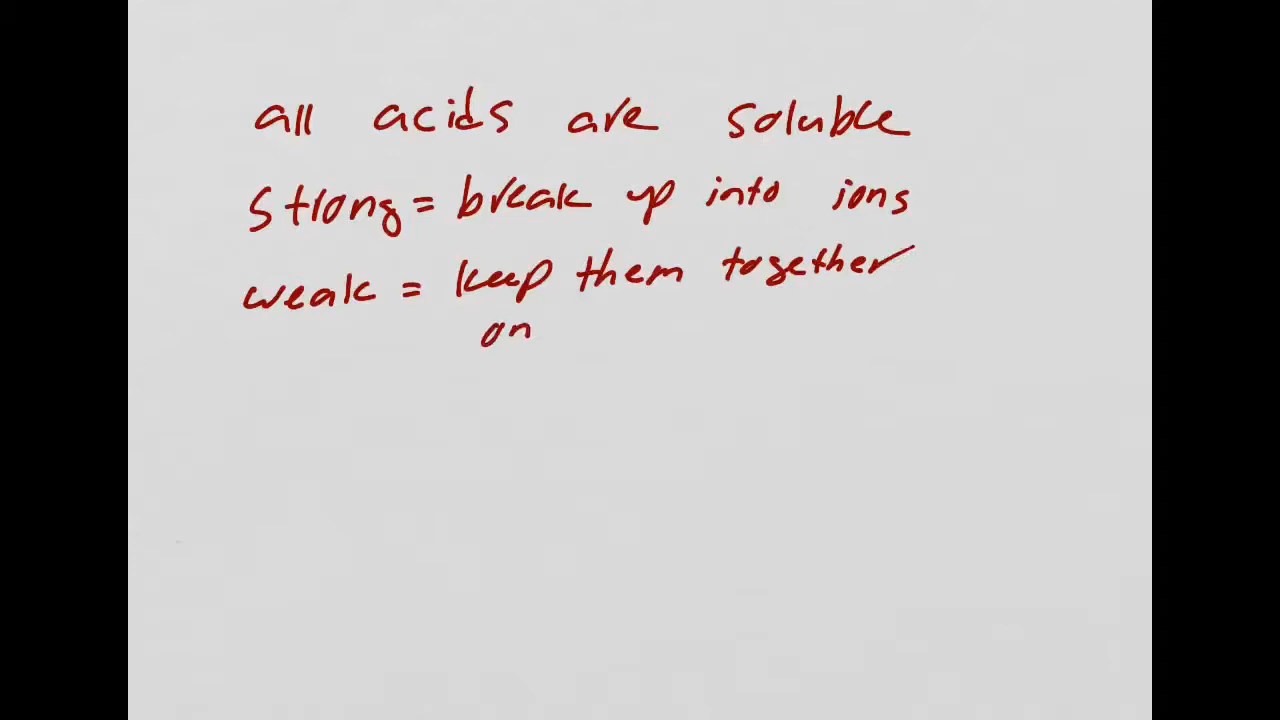 all acids are soluble
strong = break up into ions
weak = keep them together
on